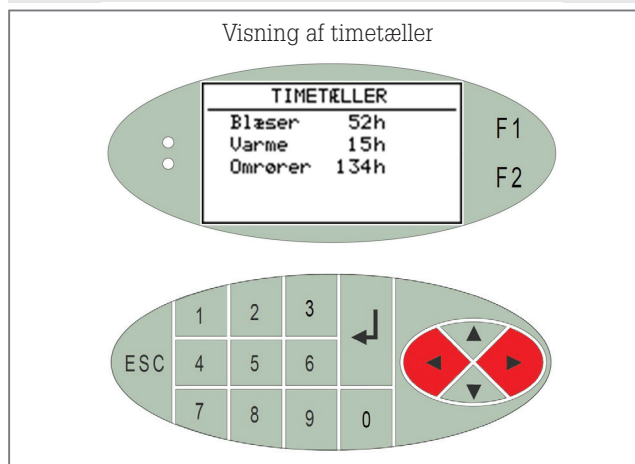 Visning af timetæller
TIMETÆLLER
Blæser 52h
Varme 15h
Omrører 134h
F1
F2
1 2 3
ESC 4 5 6
7 8 9 0